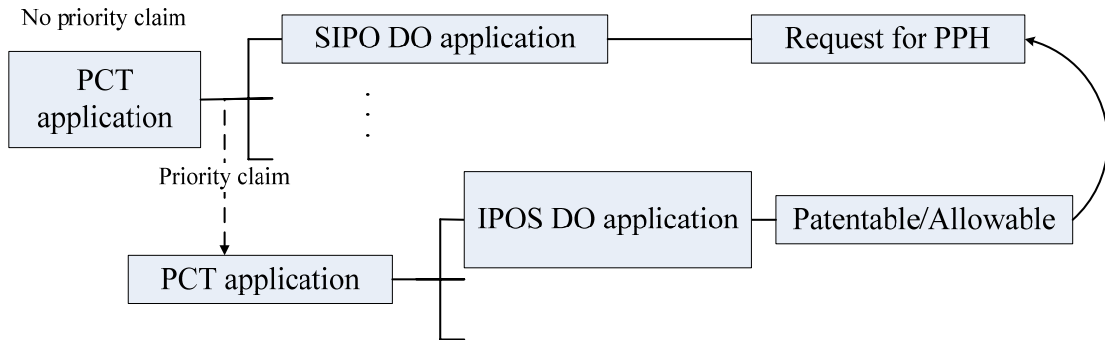 No priority claim
PCT
application
SIPO DO application
Request for PPH
Priority claim
IPOS DO application
Patentable/Allowable
PCT application